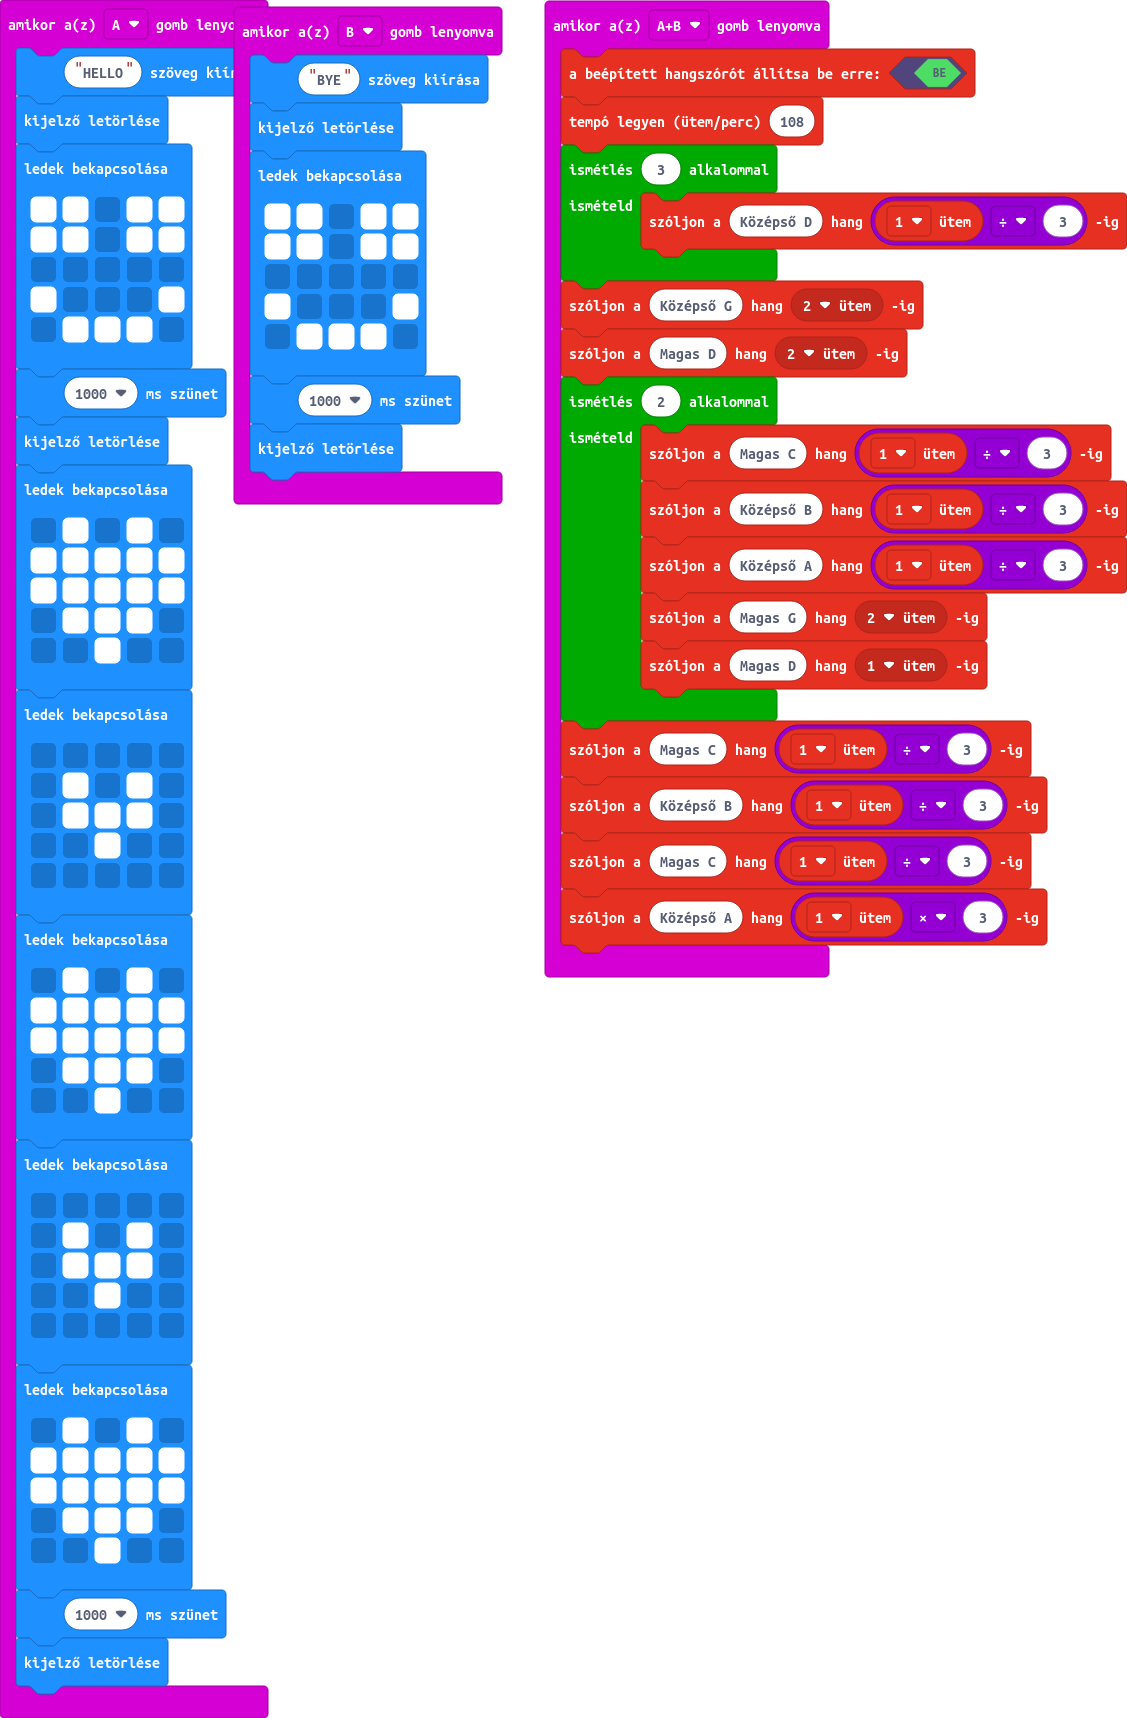 amikor a(z) A gomb lenyo
"HELLO" szöveg kiír
kijelző letörlése
ledek bekapcsolása
1000 ms szünet
kijelző letörlése
ledek bekapcsolása
ledek bekapcsolása
ledek bekapcsolása
ledek bekapcsolása
ledek bekapcsolása
1000 ms szünet
kijelző letörlése
amikor a(z) B gomb lenyomva
"BYE" szöveg kiírása
kijelző letörlése
ledek bekapcsolása
1000 ms szünet
kijelző letörlése
amikor a(z) A+B gomb lenyomva
a beépített hangszórót állítsa be erre: BE
tempó legyen (ütem/perc) 108
ismétlés 3 alkalommal
ismételd
szóljon a Középső D hang 1 ütem ÷ 3 -ig
szóljon a Középső G hang 2 ütem -ig
szóljon a Magas D hang 2 ütem -ig
ismétlés 2 alkalommal
ismételd
szóljon a Magas C hang 1 ütem ÷ 3 -ig
szóljon a Középső B hang 1 ütem ÷ 3 -ig
szóljon a Középső A hang 1 ütem ÷ 3 -ig
szóljon a Magas G hang 2 ütem -ig
szóljon a Magas D hang 1 ütem -ig
szóljon a Magas C hang 1 ütem ÷ 3 -ig
szóljon a Középső B hang 1 ütem ÷ 3 -ig
szóljon a Magas C hang 1 ütem ÷ 3 -ig
szóljon a Középső A hang 1 ütem × 3 -ig